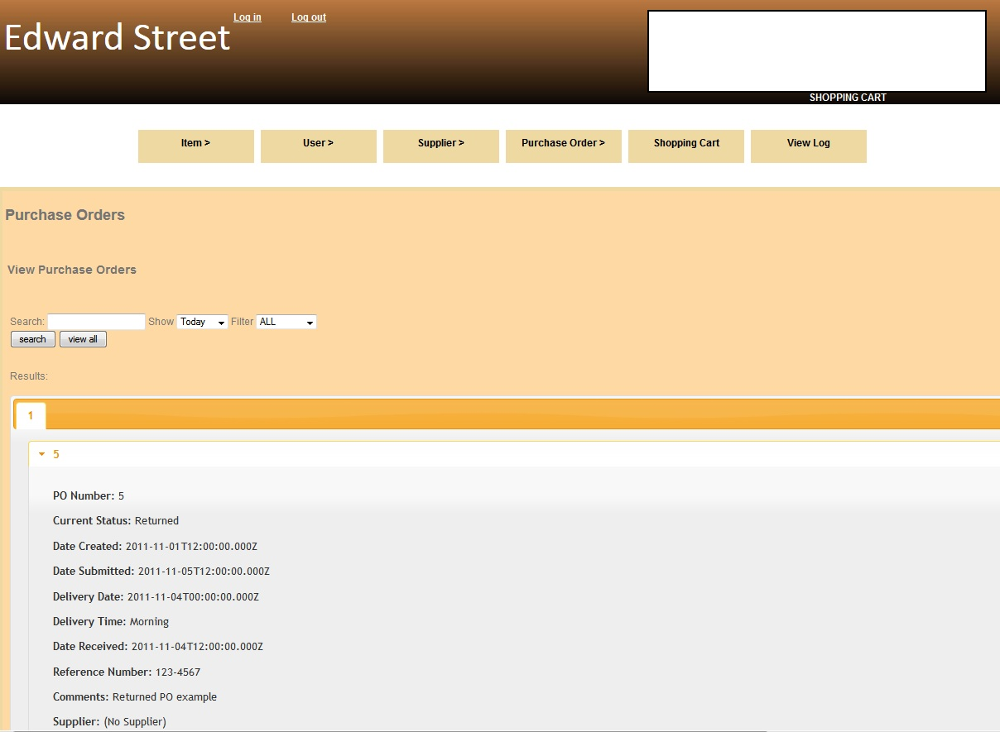 Log in Log out
Edward Street
SHOPPING CART
Item > User > Supplier > Purchase Order > Shopping Cart View Log
Purchase Orders
View Purchase Orders
Search: Show Today Filter ALL
search view all
Results:
1
5
PO Number: 5
Current Status: Returned
Date Created: 2011-11-01T12:00:00.000Z
Date Submitted: 2011-11-05T12:00:00.000Z
Delivery Date: 2011-11-04T00:00:00.000Z
Delivery Time: Morning
Date Received: 2011-11-04T12:00:00.000Z
Reference Number: 123-4567
Comments: Returned PO example
Supplier: (No Supplier)